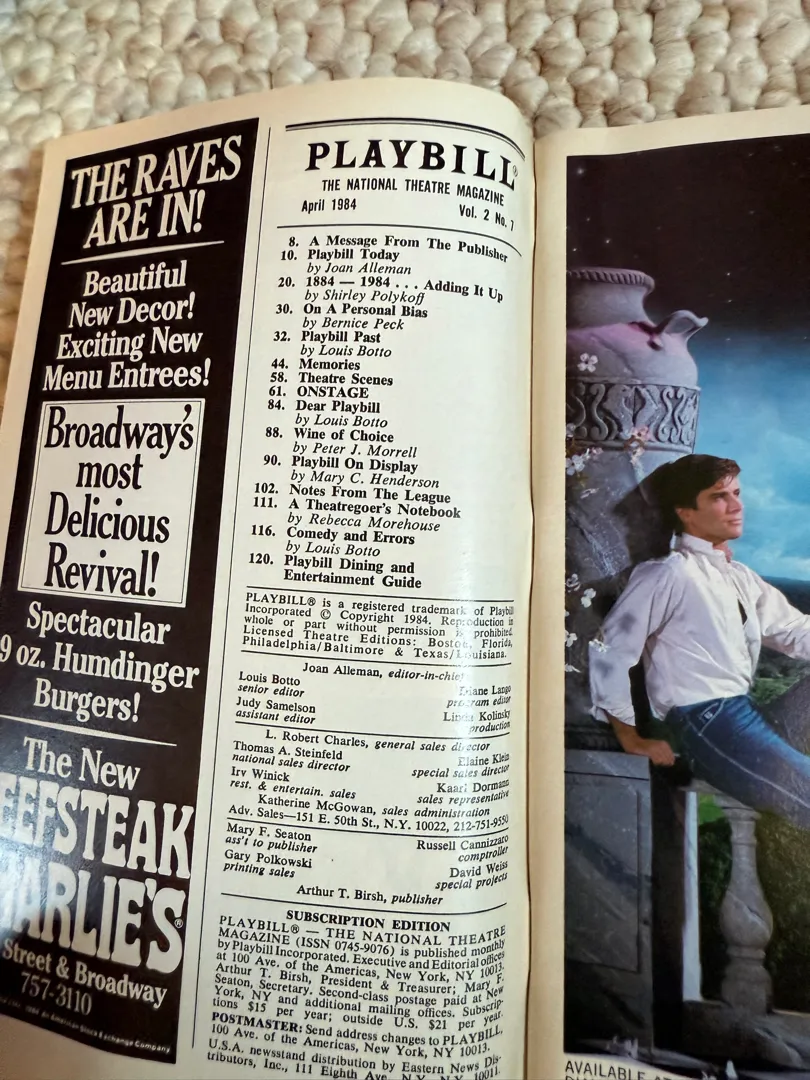 THE RAVES
ARE IN!
Beautiful
New Decor!
Exciting New
Menu Entrees!
Broadway's
most
Delicious
Revival!
Spectacular
9 oz. Humdinger
Burgers!
The New
EEFSTEAK
ARLIE'S®
Street & Broadway
757-3110
An American Stock Exchange Company
PLAYBILL®
THE NATIONAL THEATRE MAGAZINE
April 1984 Vol. 2 No. 7
8. A Message From The Publisher
10. Playbill Today
by Joan Alleman
20. 1884 — 1984 . . . Adding It Up
by Shirley Polykoff
30. On A Personal Bias
by Bernice Peck
32. Playbill Past
by Louis Botto
44. Memories
58. Theatre Scenes
61. ONSTAGE
84. Dear Playbill
by Louis Botto
88. Wine of Choice
by Peter J. Morrell
90. Playbill On Display
by Mary C. Henderson
102. Notes From The League
111. A Theatregoer's Notebook
by Rebecca Morehouse
116. Comedy and Errors
by Louis Botto
120. Playbill Dining and
Entertainment Guide
PLAYBILL® is a registered trademark of Playbill
Incorporated © Copyright 1984. Reproduction in
whole or part without permission is prohibited.
Licensed Theatre Editions: Boston, Florida,
Philadelphia/Baltimore & Texas/Louisiana.
Joan Alleman, editor-in-chief
Louis Botto
senior editor
Diane Lango
program editor
Judy Samelson
assistant editor
Linda Kolinsky
production
L. Robert Charles, general sales director
Thomas A. Steinfeld
national sales director
Elaine Klein
special sales director
Irv Winick
rest. & entertain. sales
Kaari Dormann
sales representative
Katherine McGowan, sales administration
Adv. Sales—151 E. 50th St., N.Y. 10022, 212-751-9550
Mary F. Seaton
ass't to publisher
Russell Cannizzaro
comptroller
Gary Polkowski
printing sales
David Weiss
special projects
Arthur T. Birsh, publisher
SUBSCRIPTION EDITION
PLAYBILL® — THE NATIONAL THEATRE
MAGAZINE (ISSN 0745-9076) is published monthly
by Playbill Incorporated. Executive and Editorial offices
at 100 Ave. of the Americas, New York, NY 10013.
Arthur T. Birsh, President & Treasurer; Mary F.
Seaton, Secretary. Second-class postage paid at New
York, NY and additional mailing offices. Subscrip-
tions $15 per year; outside U.S. $21 per year.
POSTMASTER: Send address changes to PLAYBILL,
100 Ave. of the Americas, New York, NY 10013.
U.S.A. newsstand distribution by Eastern News Dis-
tributors, Inc., 111 Eighth Ave., N.Y., N.Y. 10011.
AVAILABLE